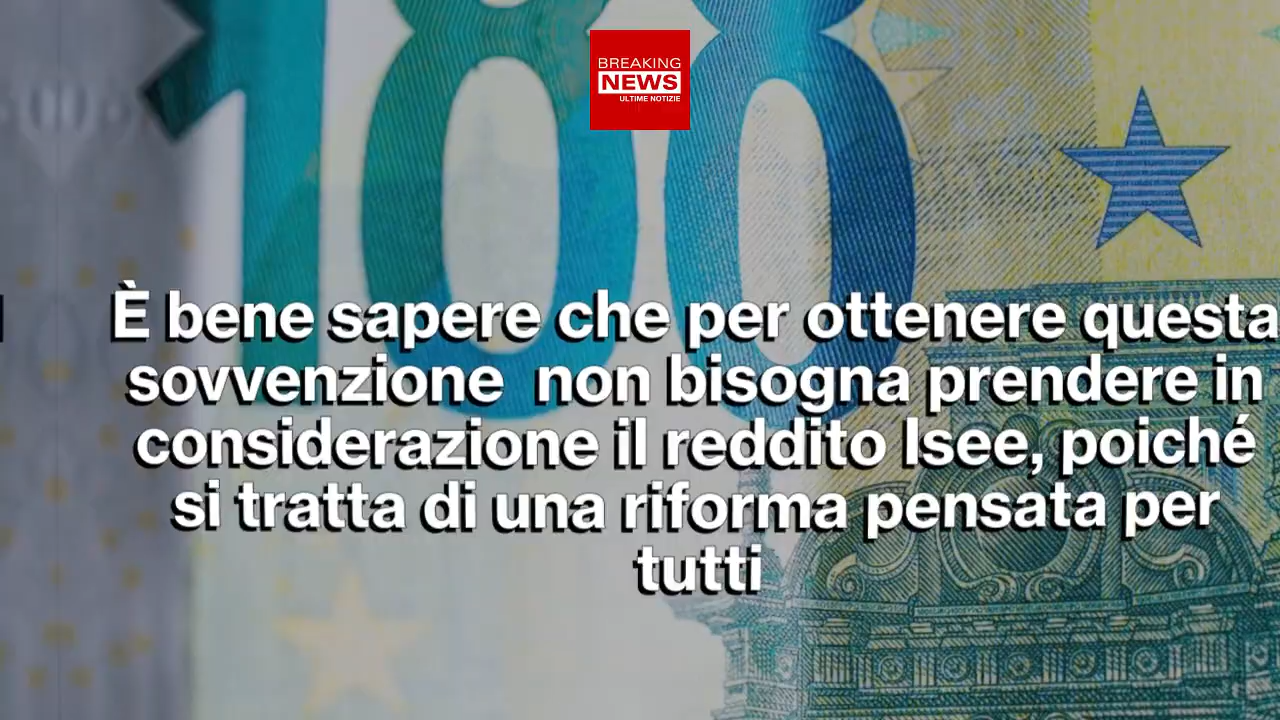 BREAKING
NEWS
ULTIME NOTIZIE
100
È bene sapere che per ottenere questa
sovvenzione non bisogna prendere in
considerazione il reddito Isee, poiché
si tratta di una riforma pensata per
tutti